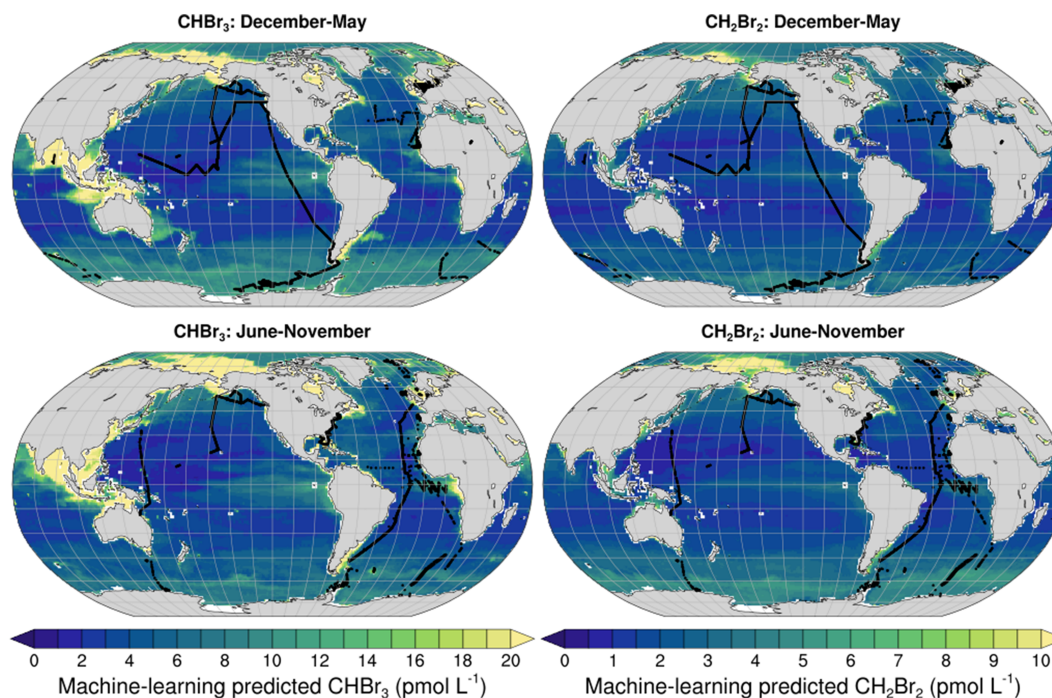 CHBr₃: December-May
CH₂Br₂: December-May
CHBr₃: June-November
CH₂Br₂: June-November
0 2 4 6 8 10 12 14 16 18 20
Machine-learning predicted CHBr₃ (pmol L⁻¹)
0 1 2 3 4 5 6 7 8 9 10
Machine-learning predicted CH₂Br₂ (pmol L⁻¹)